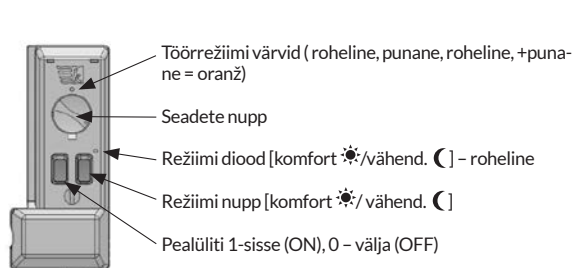 Töörrežiimi värvid ( roheline, punane, roheline, +puna-
ne = oranž)
Seadete nupp
Režiimi diood [komfort ☀/vähend. ☾] – roheline
Režiimi nupp [komfort ☀/ vähend. ☾]
Pealüliti 1-sisse (ON), 0 – välja (OFF)